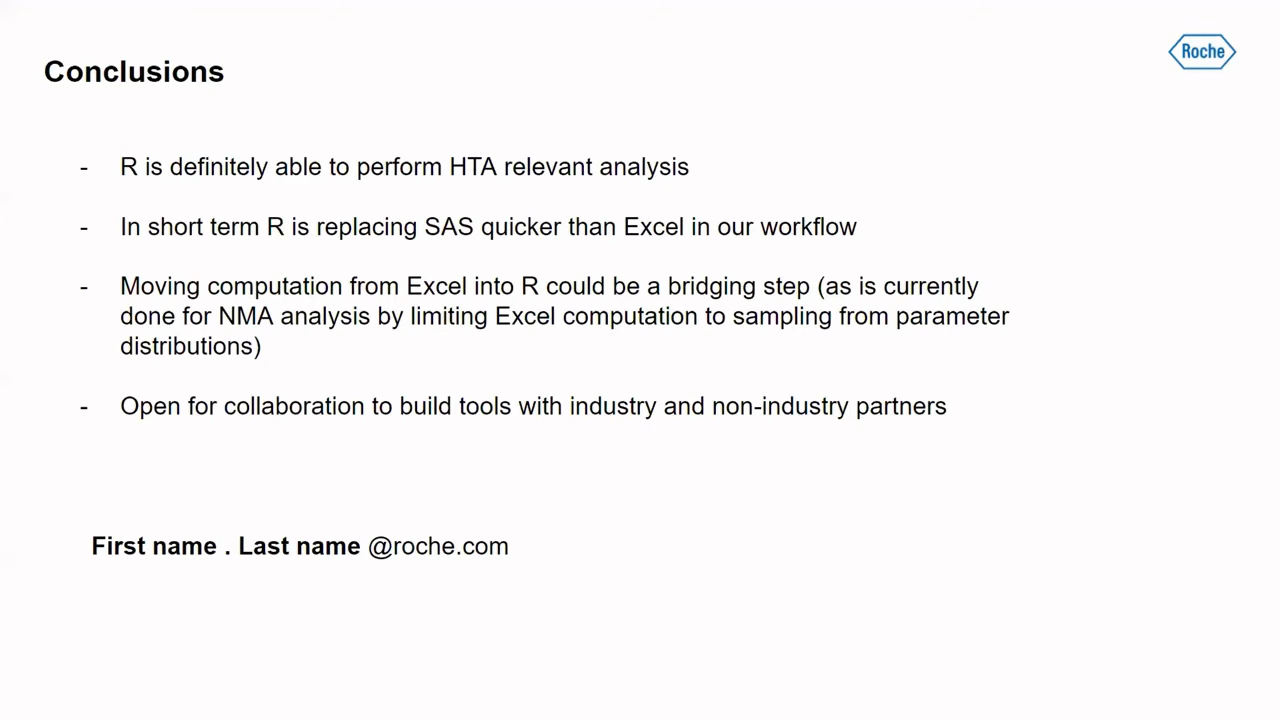 Roche
Conclusions
- R is definitely able to perform HTA relevant analysis
- In short term R is replacing SAS quicker than Excel in our workflow
- Moving computation from Excel into R could be a bridging step (as is currently
done for NMA analysis by limiting Excel computation to sampling from parameter
distributions)
- Open for collaboration to build tools with industry and non-industry partners
First name . Last name @roche.com